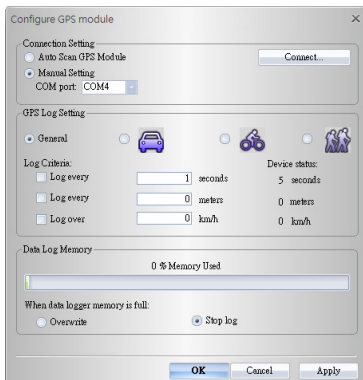 Configure GPS module
Connection Setting
Auto Scan GPS Module
Connect...
Manual Setting
COM port: COM4
GPS Log Setting
General
Log Criteria:
Device status:
Log every 1 seconds 5 seconds
Log every 0 meters 0 meters
Log over 0 km/h 0 km/h
Data Log Memory
0 % Memory Used
When data logger memory is full:
Overwrite Stop log
OK Cancel Apply